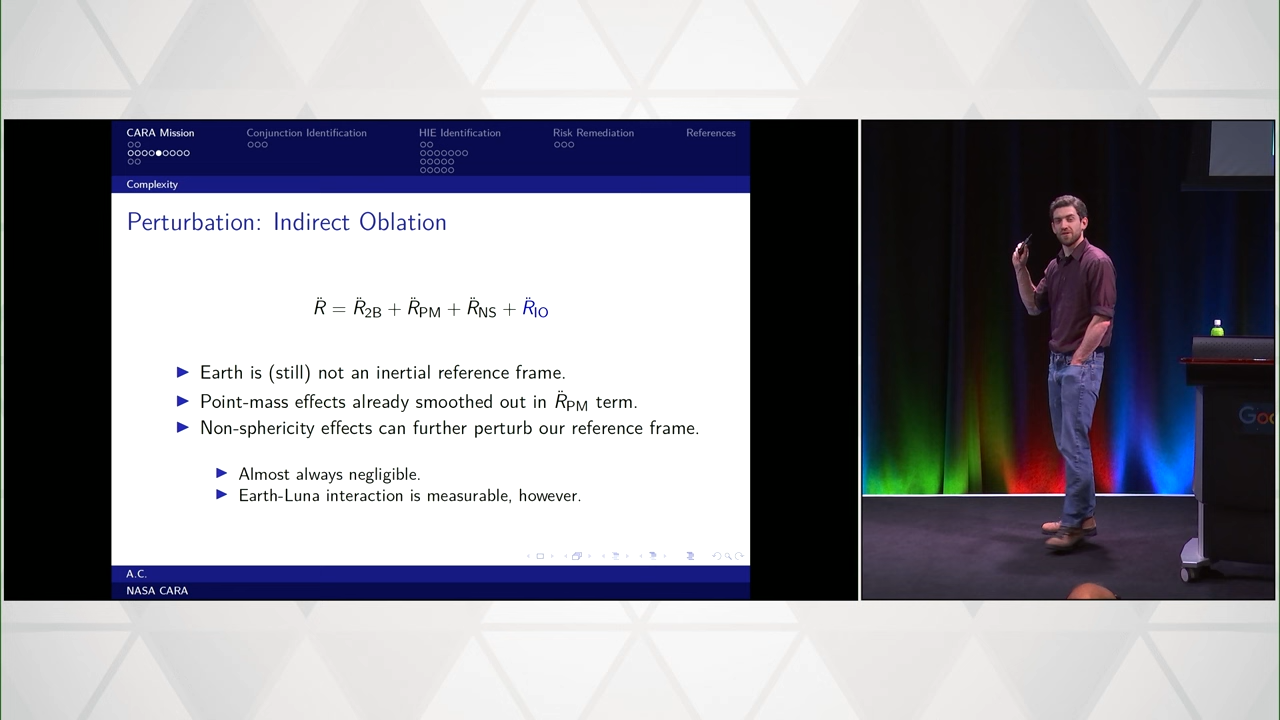 CARA Mission Conjunction Identification HIE Identification Risk Remediation References
Complexity
Perturbation: Indirect Oblation
R̈ = R̈2B + R̈PM + R̈NS + R̈IO
Earth is (still) not an inertial reference frame.
Point-mass effects already smoothed out in R̈PM term.
Non-sphericity effects can further perturb our reference frame.
Almost always negligible.
Earth-Luna interaction is measurable, however.
A.C.
NASA CARA
Goo